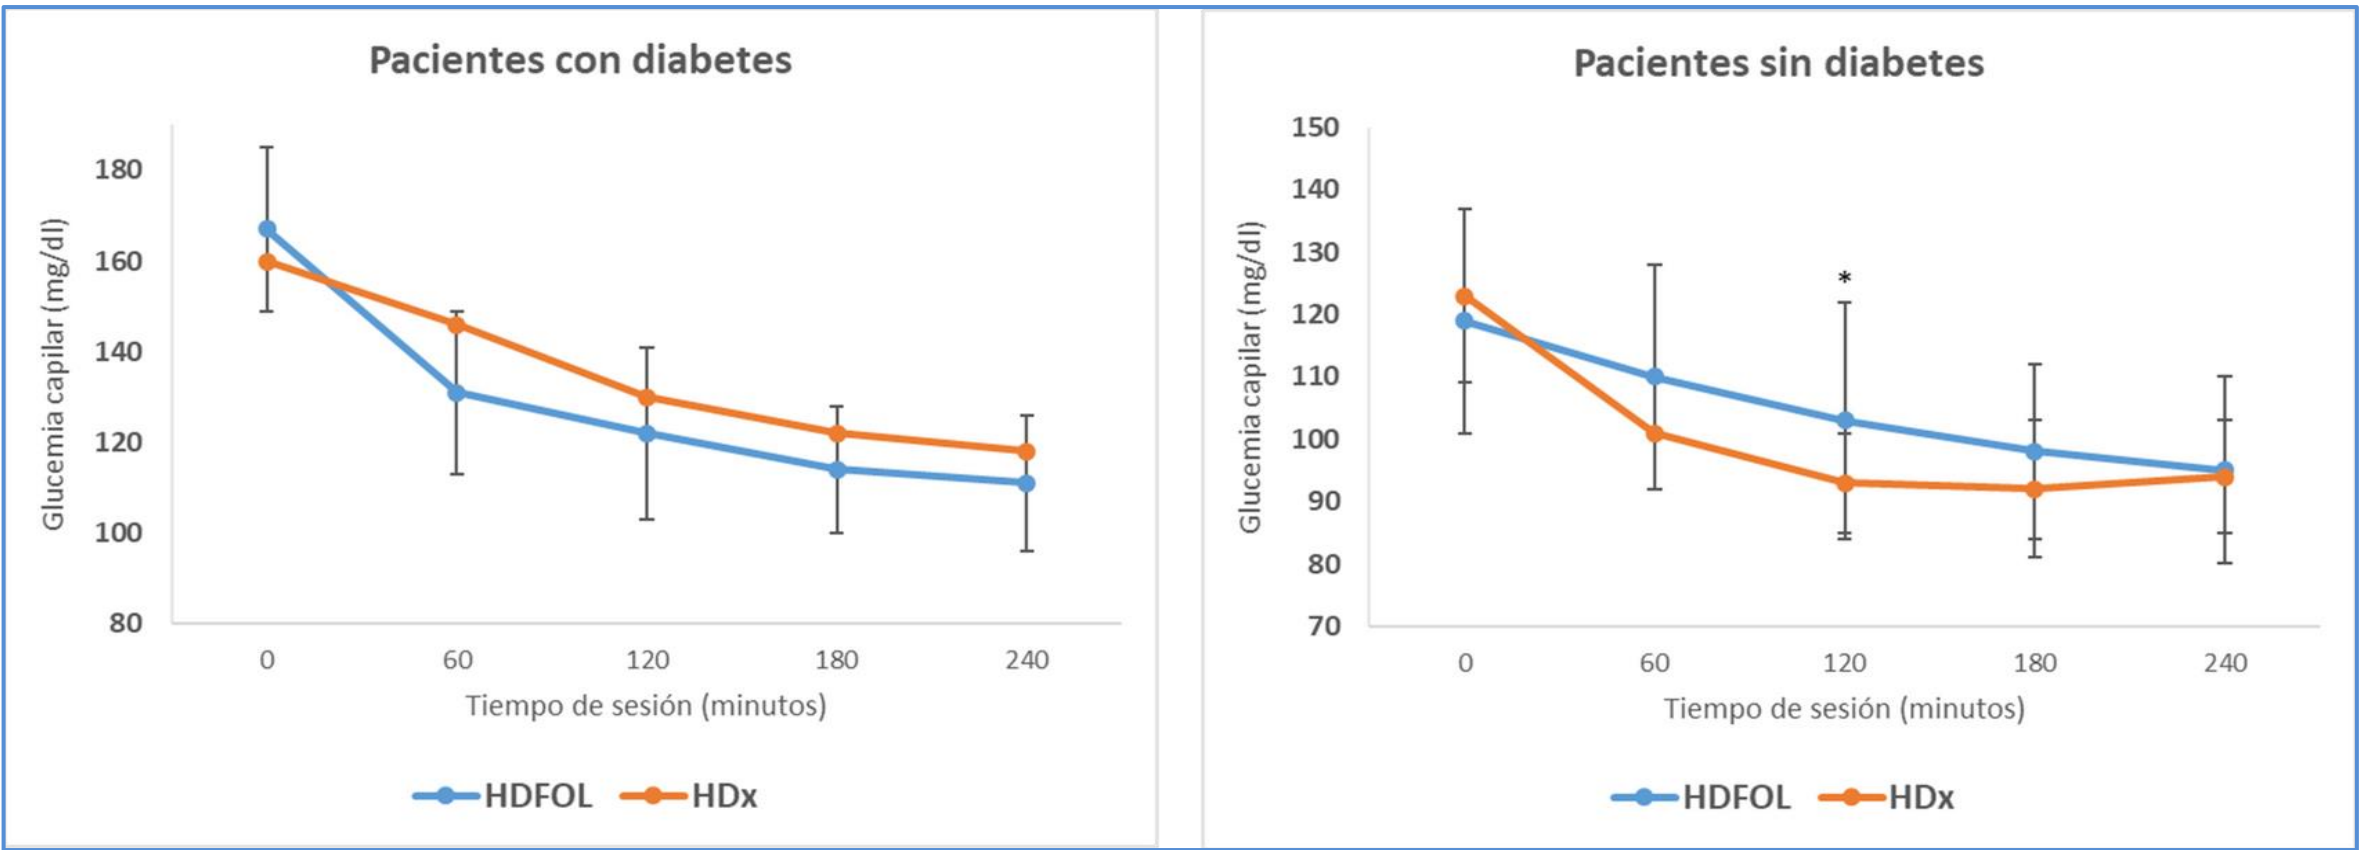 Pacientes con diabetes
Glucemia capilar (mg/dl)
180
160
140
120
100
80
0 60 120 180 240
Tiempo de sesión (minutos)
HDFOL HDx
Pacientes sin diabetes
Glucemia capilar (mg/dl)
150
140
130
120
110
100
90
80
70
*
0 60 120 180 240
Tiempo de sesión (minutos)
HDFOL HDx